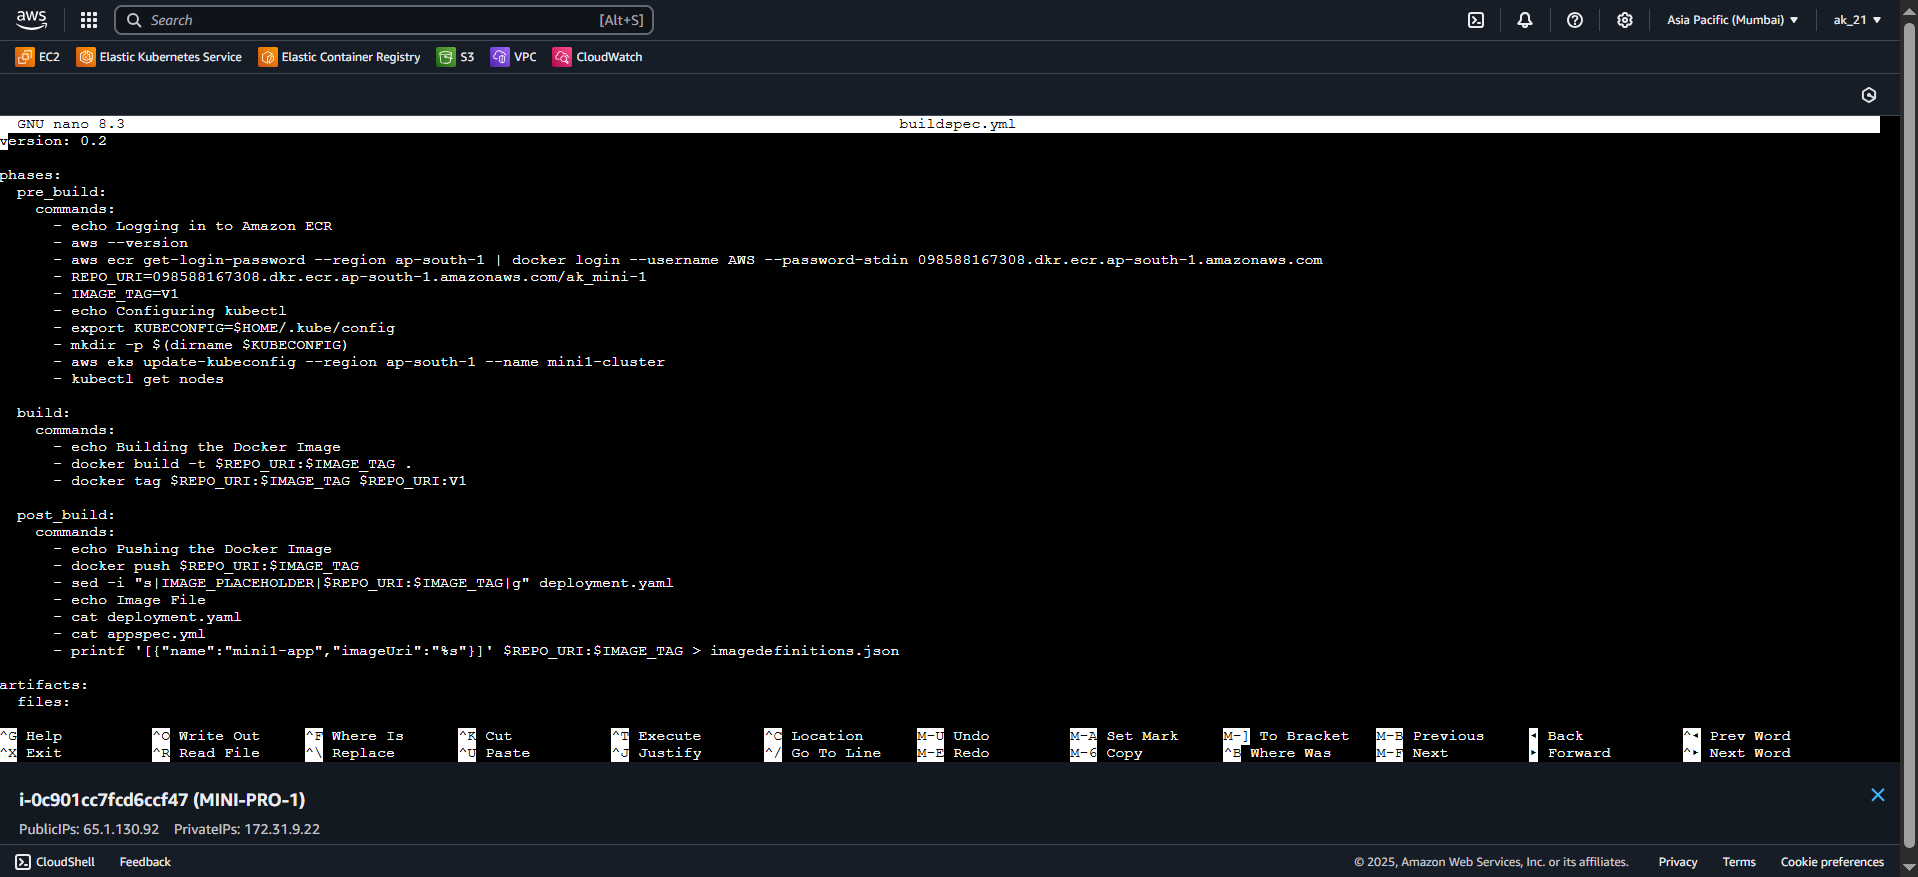 aws
Search [Alt+S]
Asia Pacific (Mumbai) ▼ ak_21 ▼
EC2 Elastic Kubernetes Service Elastic Container Registry S3 VPC CloudWatch
GNU nano 8.3 buildspec.yml
version: 0.2
phases:
  pre_build:
    commands:
      - echo Logging in to Amazon ECR
      - aws --version
      - aws ecr get-login-password --region ap-south-1 | docker login --username AWS --password-stdin 098588167308.dkr.ecr.ap-south-1.amazonaws.com
      - REPO_URI=098588167308.dkr.ecr.ap-south-1.amazonaws.com/ak_mini-1
      - IMAGE_TAG=V1
      - echo Configuring kubectl
      - export KUBECONFIG=$HOME/.kube/config
      - mkdir -p $(dirname $KUBECONFIG)
      - aws eks update-kubeconfig --region ap-south-1 --name mini1-cluster
      - kubectl get nodes
  build:
    commands:
      - echo Building the Docker Image
      - docker build -t $REPO_URI:$IMAGE_TAG .
      - docker tag $REPO_URI:$IMAGE_TAG $REPO_URI:V1
  post_build:
    commands:
      - echo Pushing the Docker Image
      - docker push $REPO_URI:$IMAGE_TAG
      - sed -i "s|IMAGE_PLACEHOLDER|$REPO_URI:$IMAGE_TAG|g" deployment.yaml
      - echo Image File
      - cat deployment.yaml
      - cat appspec.yml
      - printf '[{"name":"mini1-app","imageUri":"%s"}]' $REPO_URI:$IMAGE_TAG > imagedefinitions.json
artifacts:
  files:
^G Help ^O Write Out ^F Where Is ^K Cut ^T Execute ^C Location M-U Undo M-A Set Mark M-] To Bracket M-B Previous ◂ Back ^◂ Prev Word
^X Exit ^R Read File ^\ Replace ^U Paste ^J Justify ^/ Go To Line M-E Redo M-6 Copy ^B Where Was M-F Next ▸ Forward ^▸ Next Word
i-0c901cc7fcd6ccf47 (MINI-PRO-1)
PublicIPs: 65.1.130.92 PrivateIPs: 172.31.9.22
CloudShell Feedback © 2025, Amazon Web Services, Inc. or its affiliates. Privacy Terms Cookie preferences